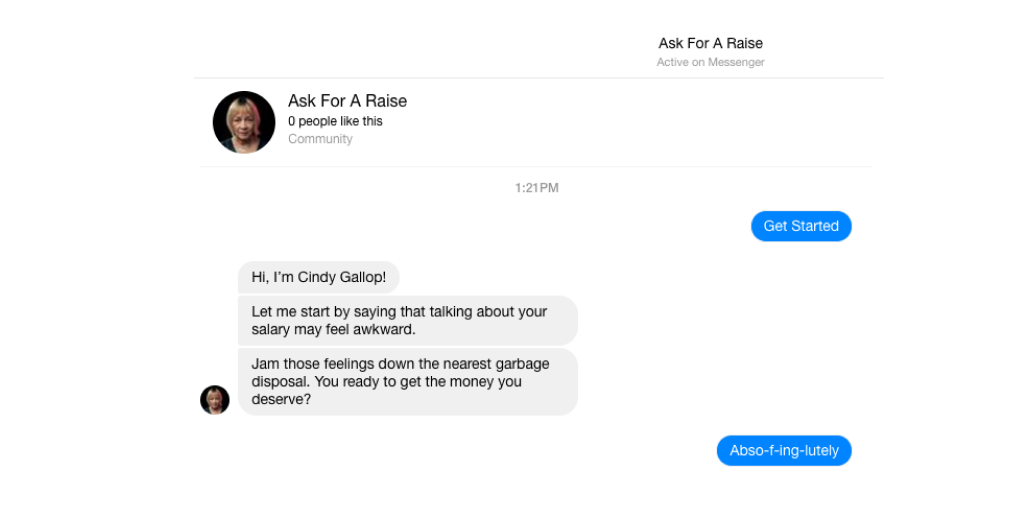 Ask For A Raise
Active on Messenger
Ask For A Raise
0 people like this
Community
1:21PM
Get Started
Hi, I'm Cindy Gallop!
Let me start by saying that talking about your
salary may feel awkward.
Jam those feelings down the nearest garbage
disposal. You ready to get the money you
deserve?
Abso-f-ing-lutely